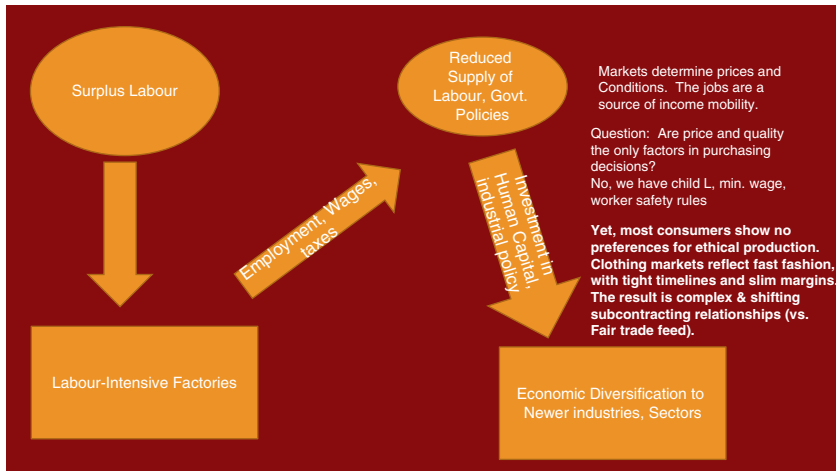 Surplus Labour
Labour-Intensive Factories
Employment, Wages,
taxes
Reduced
Supply of
Labour, Govt.
Policies
Investment in
Human Capital,
industrial policy
Economic Diversification to
Newer industries, Sectors
Markets determine prices and
Conditions. The jobs are a
source of income mobility.
Question: Are price and quality
the only factors in purchasing
decisions?
No, we have child L, min. wage,
worker safety rules
Yet, most consumers show no
preferences for ethical production.
Clothing markets reflect fast fashion,
with tight timelines and slim margins.
The result is complex & shifting
subcontracting relationships (vs.
Fair trade feed).